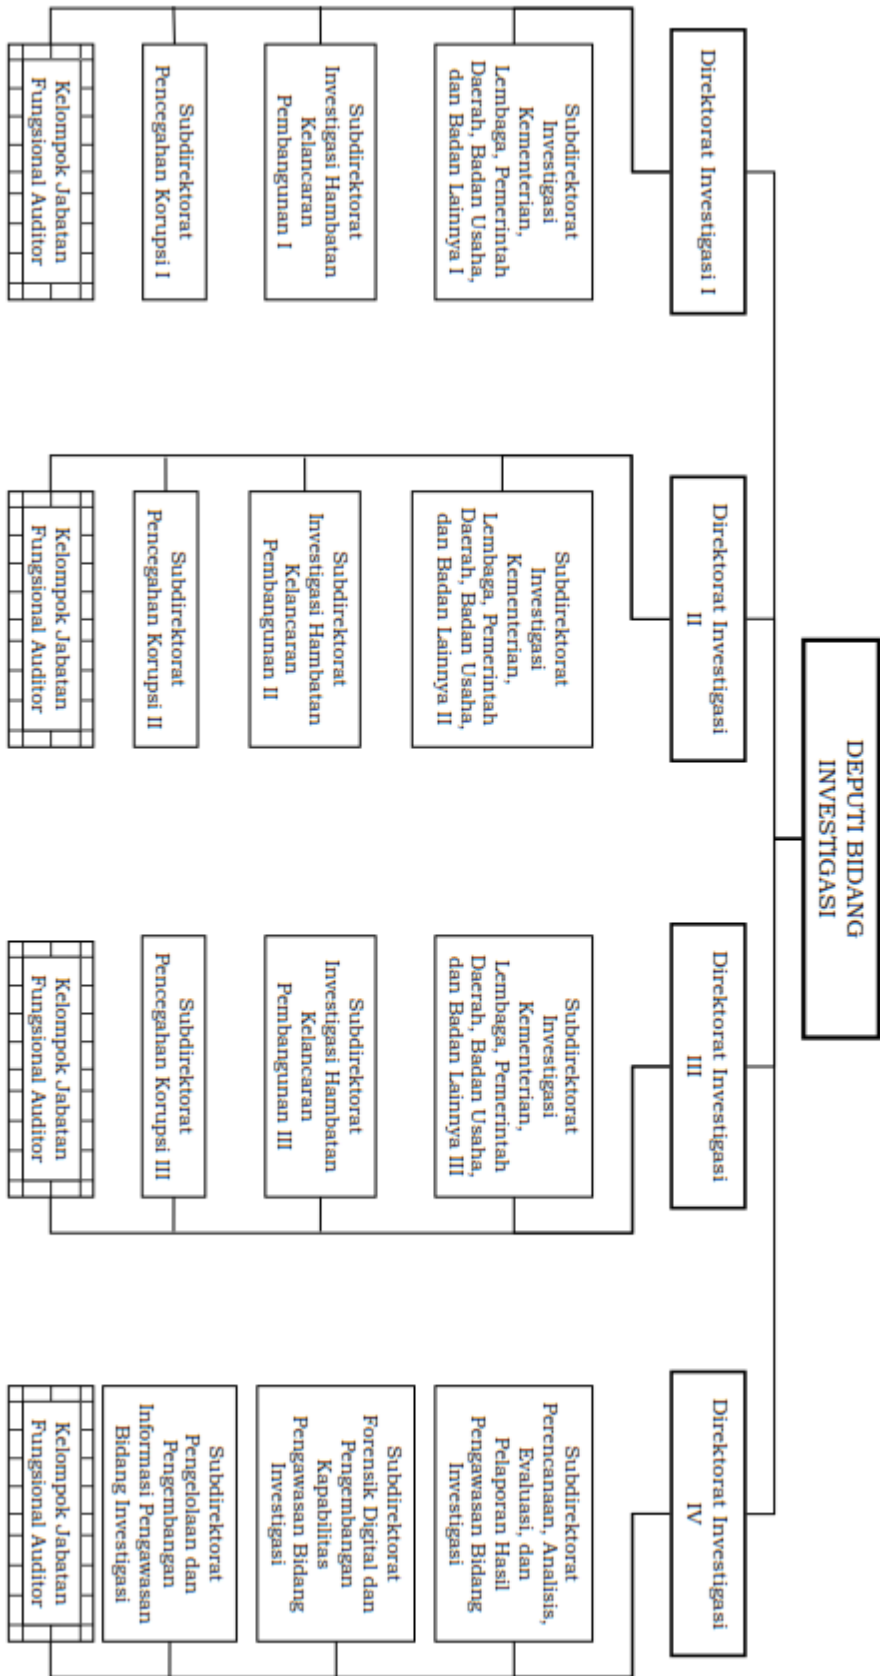 DEPUTI BIDANG
INVESTIGASI
Direktorat Investigasi I
Direktorat Investigasi
II
Direktorat Investigasi
III
Direktorat Investigasi
IV
Subdirektorat
Investigasi
Kementerian,
Lembaga, Pemerintah
Daerah, Badan Usaha,
dan Badan Lainnya I
Subdirektorat
Investigasi
Kementerian,
Lembaga, Pemerintah
Daerah, Badan Usaha,
dan Badan Lainnya II
Subdirektorat
Investigasi
Kementerian,
Lembaga, Pemerintah
Daerah, Badan Usaha,
dan Badan Lainnya III
Subdirektorat
Perencanaan, Analisis,
Evaluasi, dan
Pelaporan Hasil
Pengawasan Bidang
Investigasi
Subdirektorat
Investigasi Hambatan
Kelancaran
Pembangunan I
Subdirektorat
Investigasi Hambatan
Kelancaran
Pembangunan II
Subdirektorat
Investigasi Hambatan
Kelancaran
Pembangunan III
Subdirektorat
Forensik Digital dan
Pengembangan
Kapabilitas
Pengawasan Bidang
Investigasi
Subdirektorat
Pencegahan Korupsi I
Subdirektorat
Pencegahan Korupsi II
Subdirektorat
Pencegahan Korupsi III
Subdirektorat
Pengelolaan dan
Pengembangan
Informasi Pengawasan
Bidang Investigasi
Kelompok Jabatan
Fungsional Auditor
Kelompok Jabatan
Fungsional Auditor
Kelompok Jabatan
Fungsional Auditor
Kelompok Jabatan
Fungsional Auditor